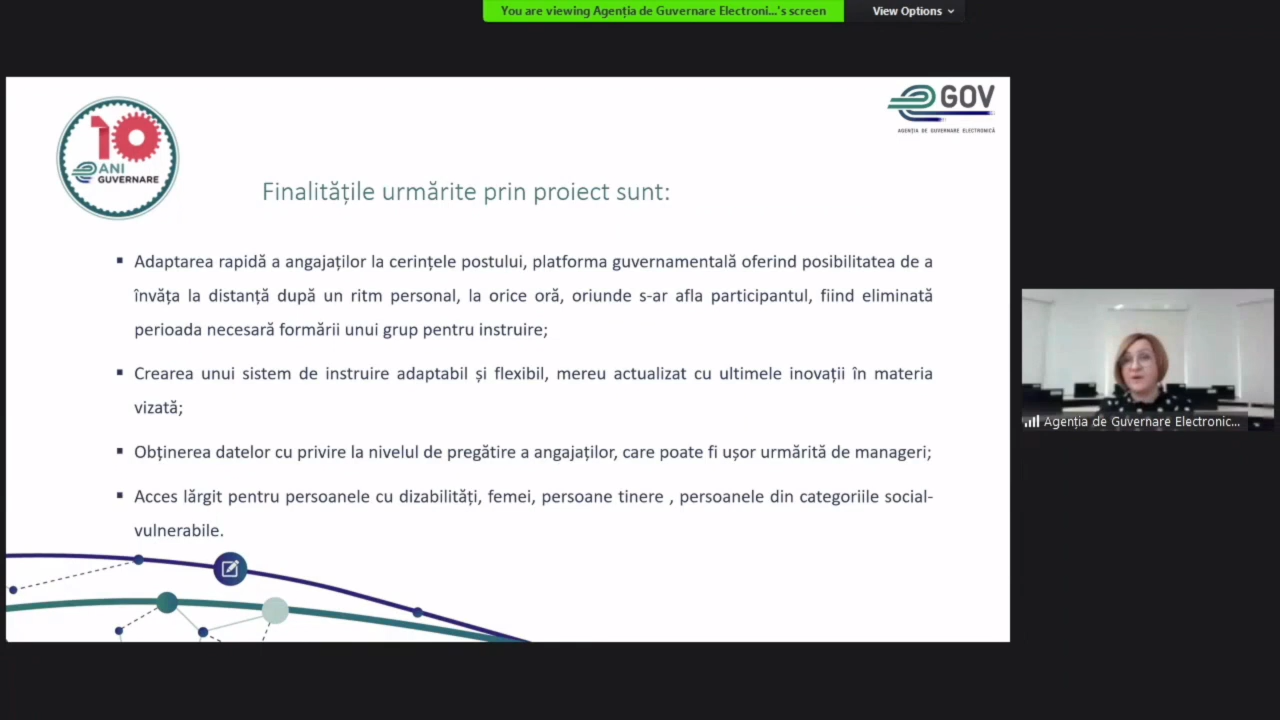 You are viewing Agenția de Guvernare Electroni...'s screen
View Options
10
ANI
GUVERNARE
GOV
AGENȚIA DE GUVERNARE ELECTRONICĂ
Finalitățile urmărite prin proiect sunt:
Adaptarea rapidă a angajaților la cerințele postului, platforma guvernamentală oferind posibilitatea de a
învăța la distanță după un ritm personal, la orice oră, oriunde s-ar afla participantul, fiind eliminată
perioada necesară formării unui grup pentru instruire;
Crearea unui sistem de instruire adaptabil și flexibil, mereu actualizat cu ultimele inovații în materia
vizată;
Obținerea datelor cu privire la nivelul de pregătire a angajaților, care poate fi ușor urmărită de manageri;
Acces lărgit pentru persoanele cu dizabilități, femei, persoane tinere , persoanele din categoriile social-
vulnerabile.
Agenția de Guvernare Electronic...